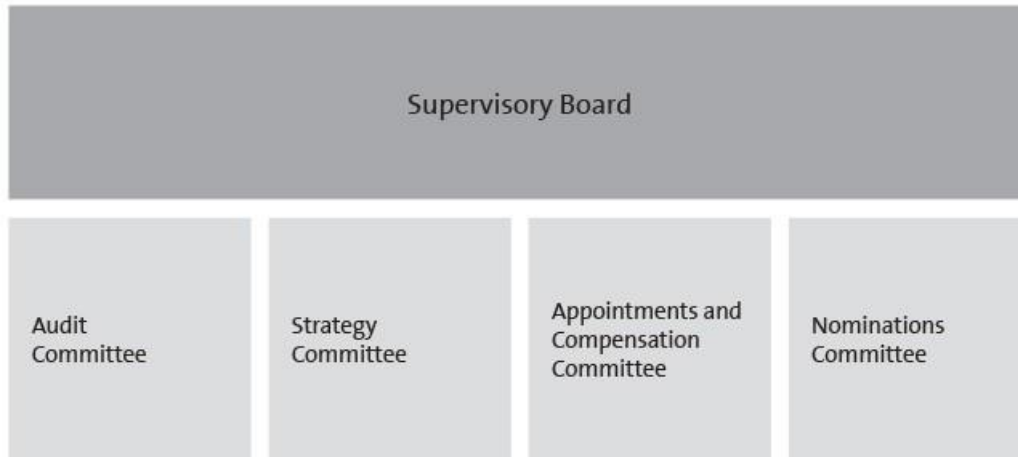 Supervisory Board
Audit
Committee
Strategy
Committee
Appointments and
Compensation
Committee
Nominations
Committee